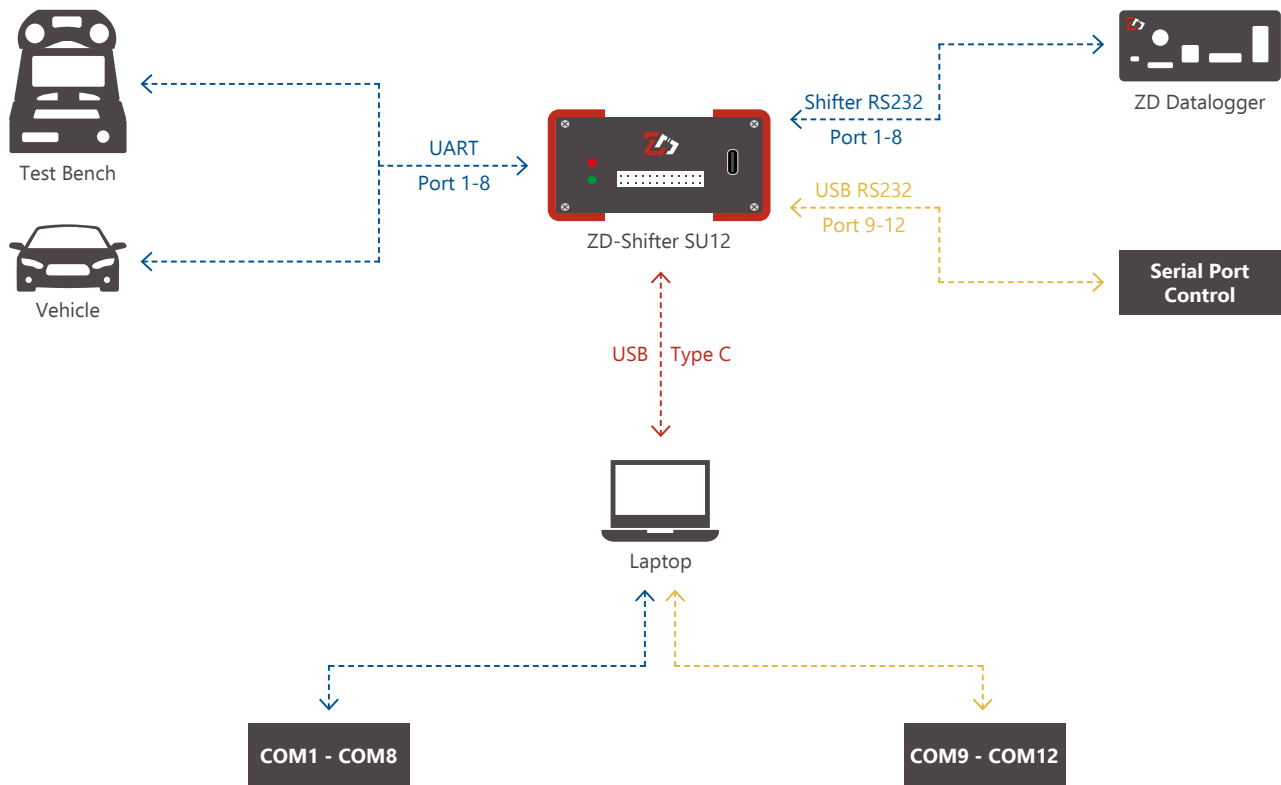 Test Bench
Vehicle
UART
Port 1-8
ZD-Shifter SU12
Shifter RS232
Port 1-8
USB RS232
Port 9-12
ZD Datalogger
Serial Port
Control
USB Type C
Laptop
COM1 - COM8
COM9 - COM12